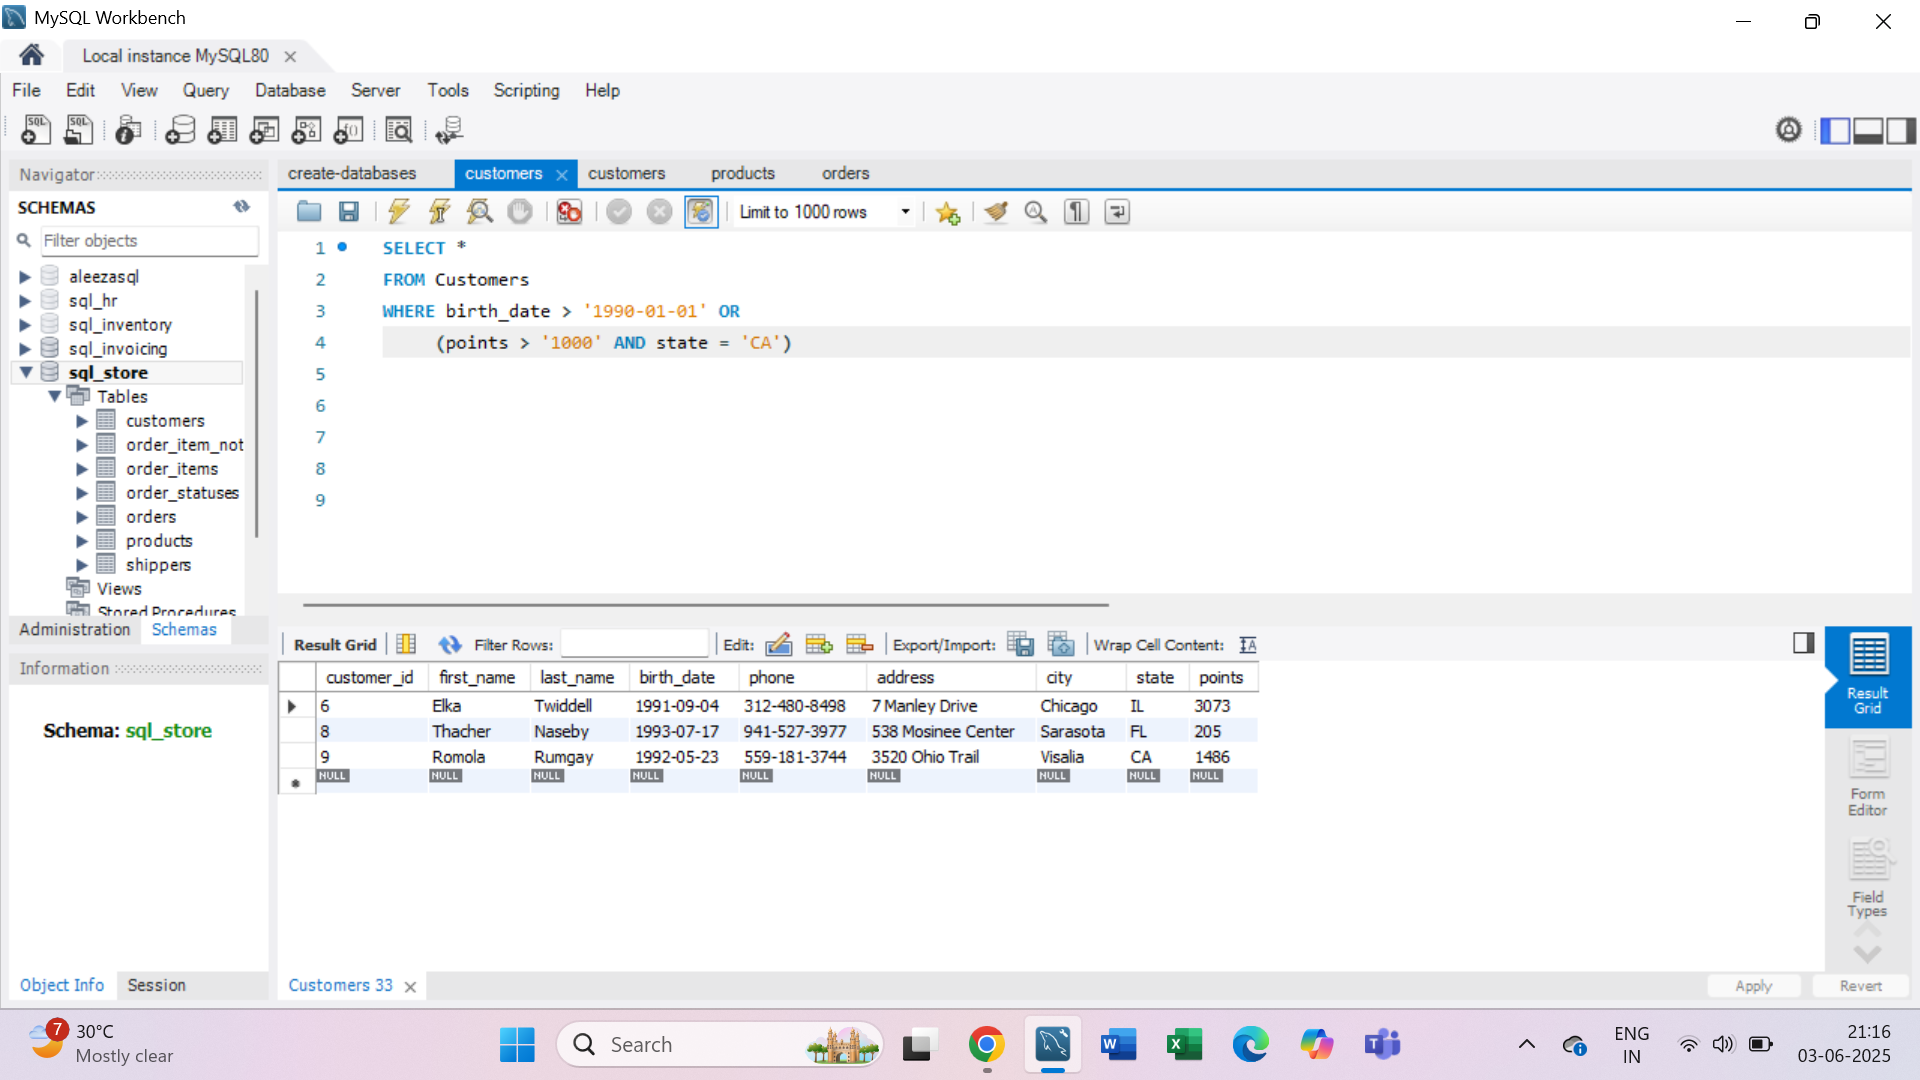 MySQL Workbench
Local instance MySQL80
File Edit View Query Database Server Tools Scripting Help
Navigator
SCHEMAS
Filter objects
aleezasql
sql_hr
sql_inventory
sql_invoicing
sql_store
Tables
customers
order_item_not
order_items
order_statuses
orders
products
shippers
Views
Stored Procedures
Administration Schemas
Information
Schema: sql_store
Object Info Session
create-databases customers customers products orders
Limit to 1000 rows
1 SELECT *
2 FROM Customers
3 WHERE birth_date > '1990-01-01' OR
4 (points > '1000' AND state = 'CA')
5
6
7
8
9
Result Grid Filter Rows: Edit: Export/Import: Wrap Cell Content:
customer_id first_name last_name birth_date phone address city state points
6 Elka Twiddell 1991-09-04 312-480-8498 7 Manley Drive Chicago IL 3073
8 Thacher Naseby 1993-07-17 941-527-3977 538 Mosinee Center Sarasota FL 205
9 Romola Rumgay 1992-05-23 559-181-3744 3520 Ohio Trail Visalia CA 1486
NULL NULL NULL NULL NULL NULL NULL NULL NULL
Result
Grid
Form
Editor
Field
Types
Customers 33
Apply Revert
7
30°C
Mostly clear
Search
ENG
IN
21:16
03-06-2025